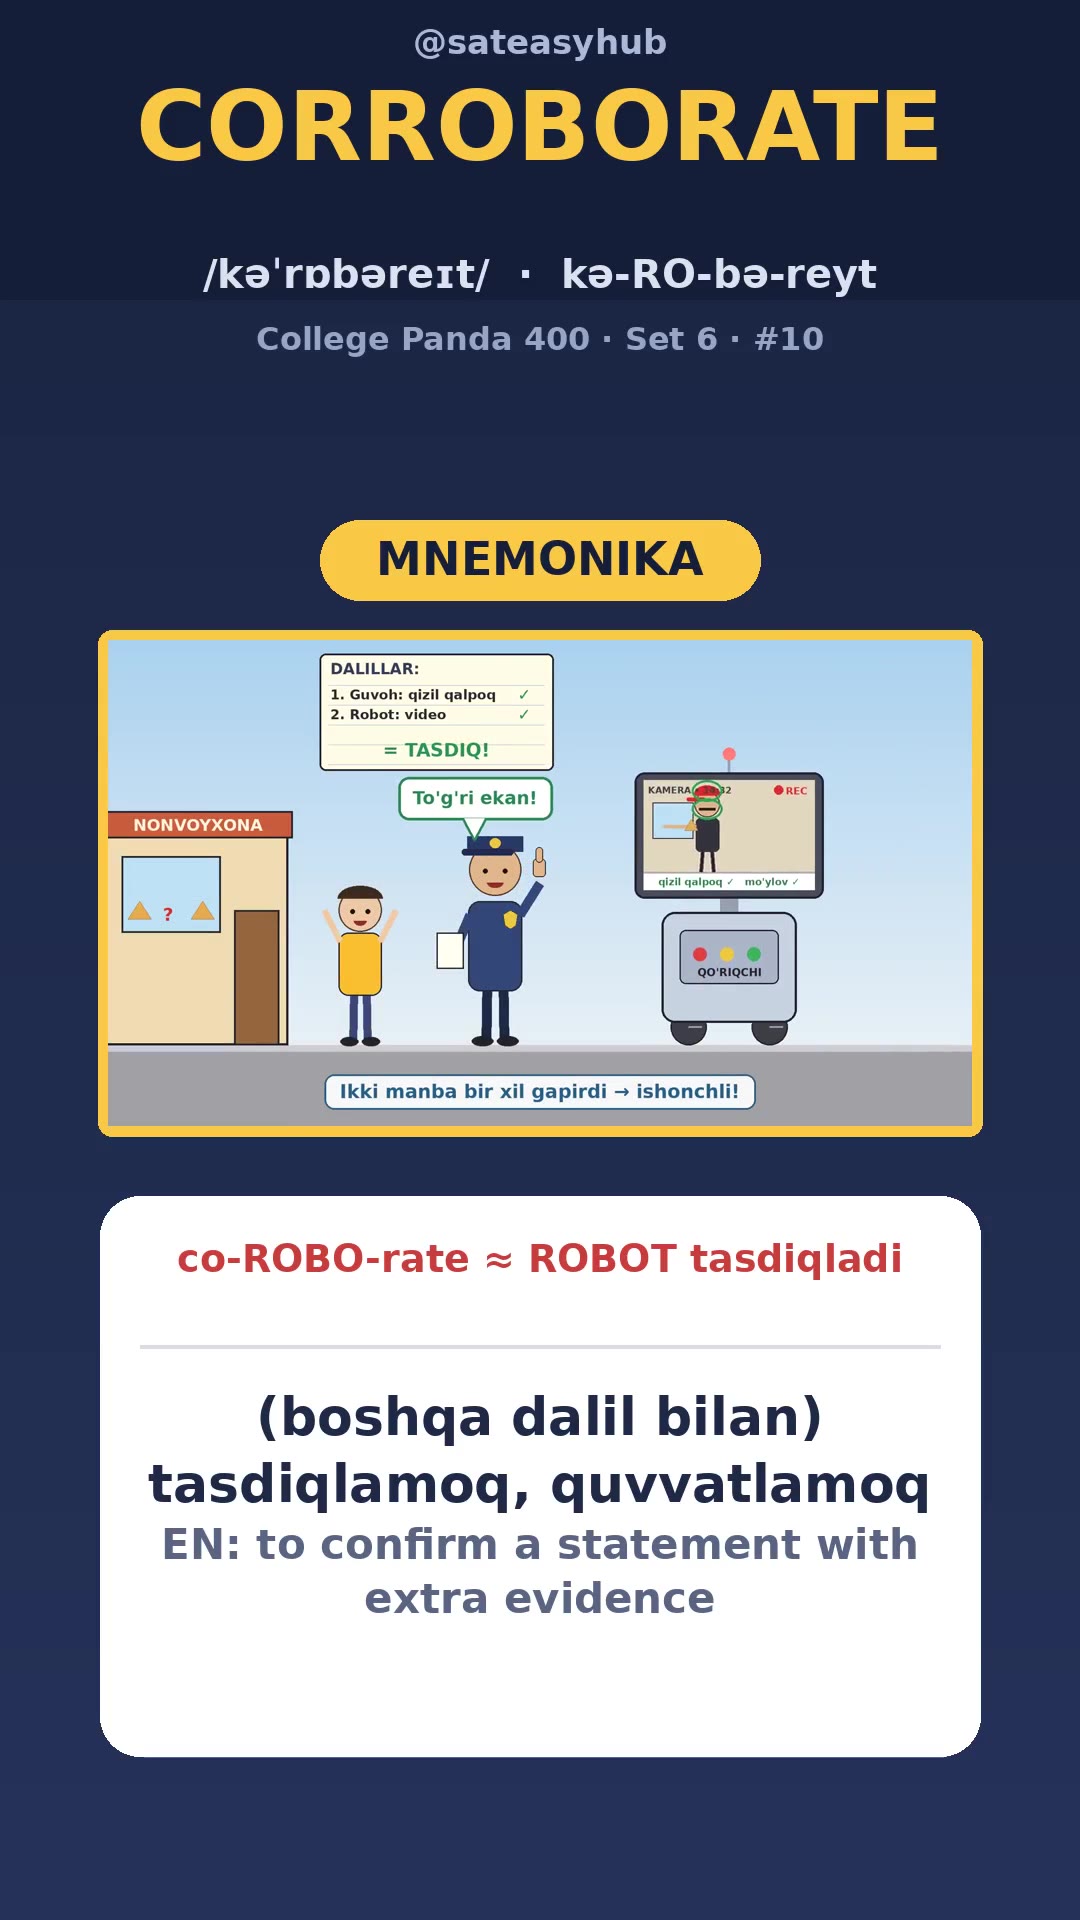 @sateasyhub
CORROBORATE
/kəˈrɒbəreɪt/ · kə-RO-bə-reyt
College Panda 400 · Set 6 · #10
MNEMONIKA
DALILLAR:
1. Guvoh: qizil qalpoq ✓
2. Robot: video ✓
= TASDIQ!
To'g'ri ekan!
NONVOYXONA
?
KAMERA
REC
qizil qalpoq ✓ mo'ylov ✓
QO'RIQCHI
Ikki manba bir xil gapirdi → ishonchli!
co-ROBO-rate ≈ ROBOT tasdiqladi
(boshqa dalil bilan)
tasdiqlamoq, quvvatlamoq
EN: to confirm a statement with
extra evidence